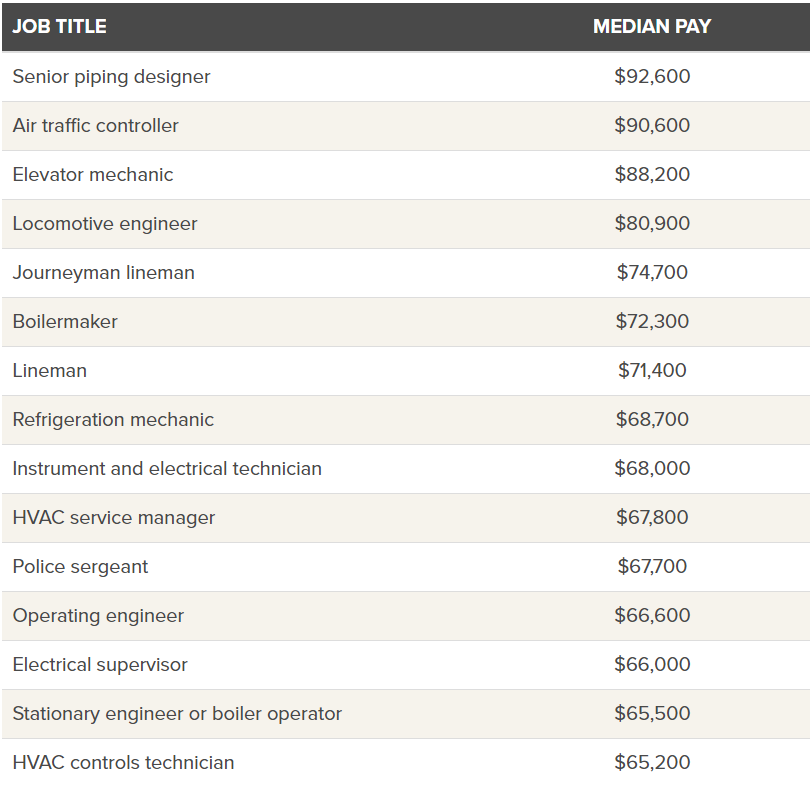 JOB TITLE MEDIAN PAY
Senior piping designer $92,600
Air traffic controller $90,600
Elevator mechanic $88,200
Locomotive engineer $80,900
Journeyman lineman $74,700
Boilermaker $72,300
Lineman $71,400
Refrigeration mechanic $68,700
Instrument and electrical technician $68,000
HVAC service manager $67,800
Police sergeant $67,700
Operating engineer $66,600
Electrical supervisor $66,000
Stationary engineer or boiler operator $65,500
HVAC controls technician $65,200